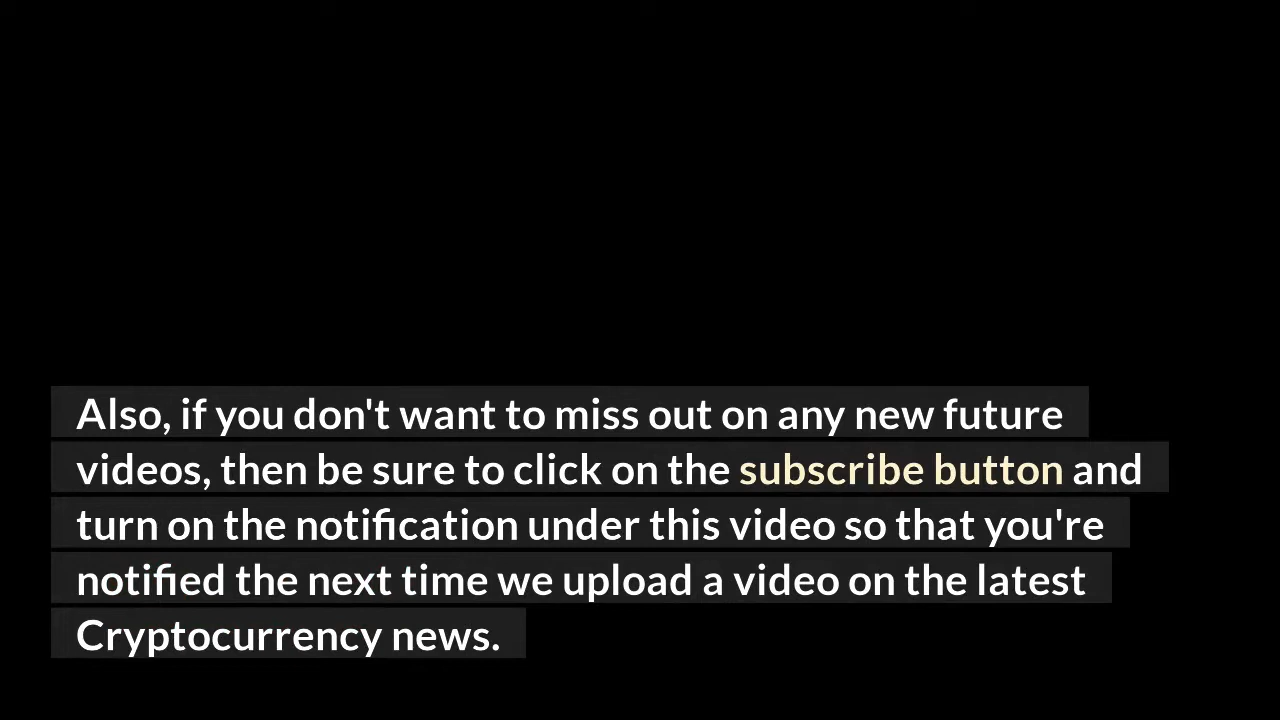 Also, if you don't want to miss out on any new future
videos, then be sure to click on the subscribe button and
turn on the notification under this video so that you're
notified the next time we upload a video on the latest
Cryptocurrency news.